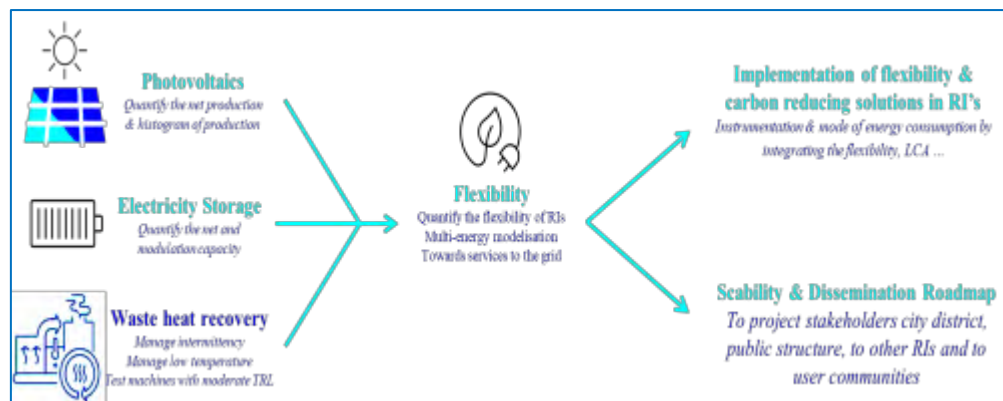 Photovoltaics
Quantify the net production
& histogram of production
Electricity Storage
Quantify the net and
modulation capacity
Waste heat recovery
Manage intermittency
Manage low temperature
Test machines with moderate TRL
Flexibility
Quantify the flexibility of RIs
Multi-energy modelisation
Towards services to the grid
Implementation of flexibility &
carbon reducing solutions in RI's
Instrumentation & mode of energy consumption by
integrating the flexibility, LCA ...
Scability & Dissemination Roadmap
To project stakeholders city district,
public structure, to other RIs and to
user communities